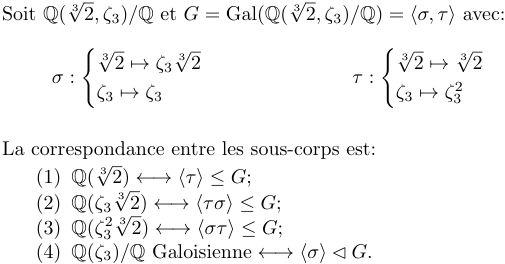 Soit ℚ(∛2, ζ₃)/ℚ et G = Gal(ℚ(∛2, ζ₃)/ℚ) = ⟨σ, τ⟩ avec:
σ : { ∛2 ↦ ζ₃∛2    τ : { ∛2 ↦ ∛2
ζ₃ ↦ ζ₃    ζ₃ ↦ ζ₃²
La correspondance entre les sous-corps est:
(1) ℚ(∛2) ⟷ ⟨τ⟩ ≤ G;
(2) ℚ(ζ₃∛2) ⟷ ⟨τσ⟩ ≤ G;
(3) ℚ(ζ₃²∛2) ⟷ ⟨στ⟩ ≤ G;
(4) ℚ(ζ₃)/ℚ Galoisienne ⟷ ⟨σ⟩ ◁ G.